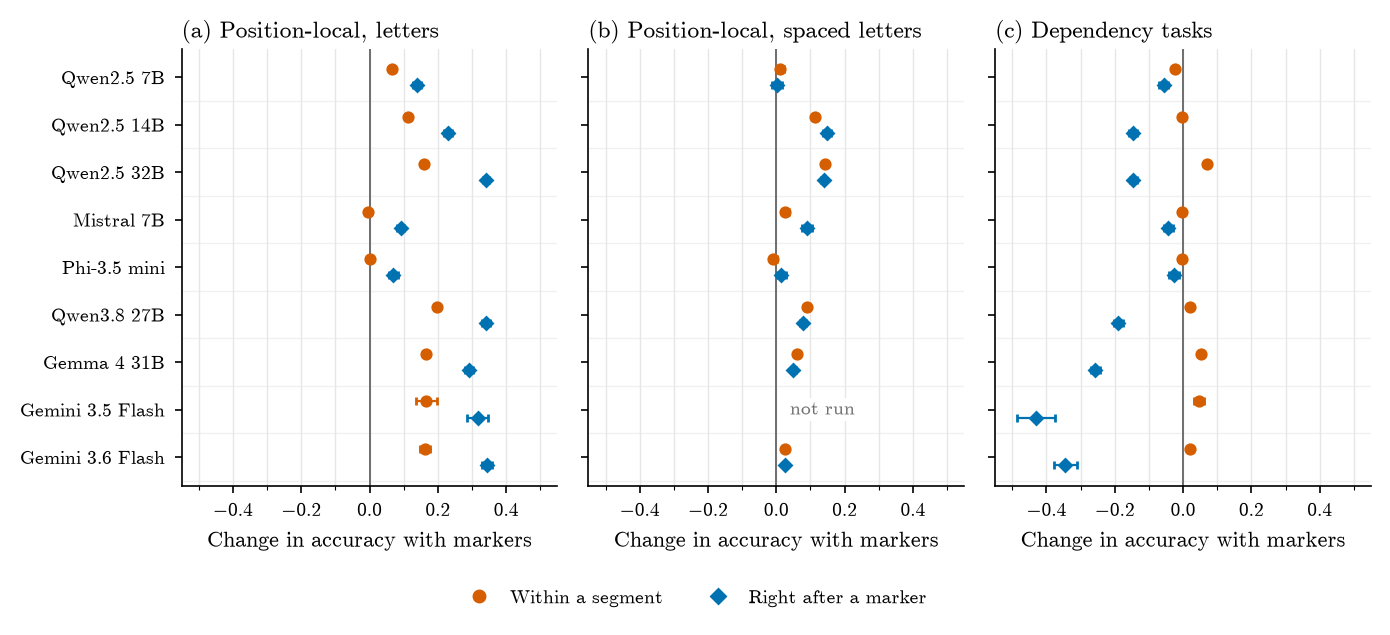 (a) Position-local, letters
(b) Position-local, spaced letters
(c) Dependency tasks
Qwen2.5 7B
Qwen2.5 14B
Qwen2.5 32B
Mistral 7B
Phi-3.5 mini
Qwen3.8 27B
Gemma 4 31B
Gemini 3.5 Flash
Gemini 3.6 Flash
not run
−0.4 −0.2 0.0 0.2 0.4
−0.4 −0.2 0.0 0.2 0.4
−0.4 −0.2 0.0 0.2 0.4
Change in accuracy with markers
Change in accuracy with markers
Change in accuracy with markers
Within a segment
Right after a marker